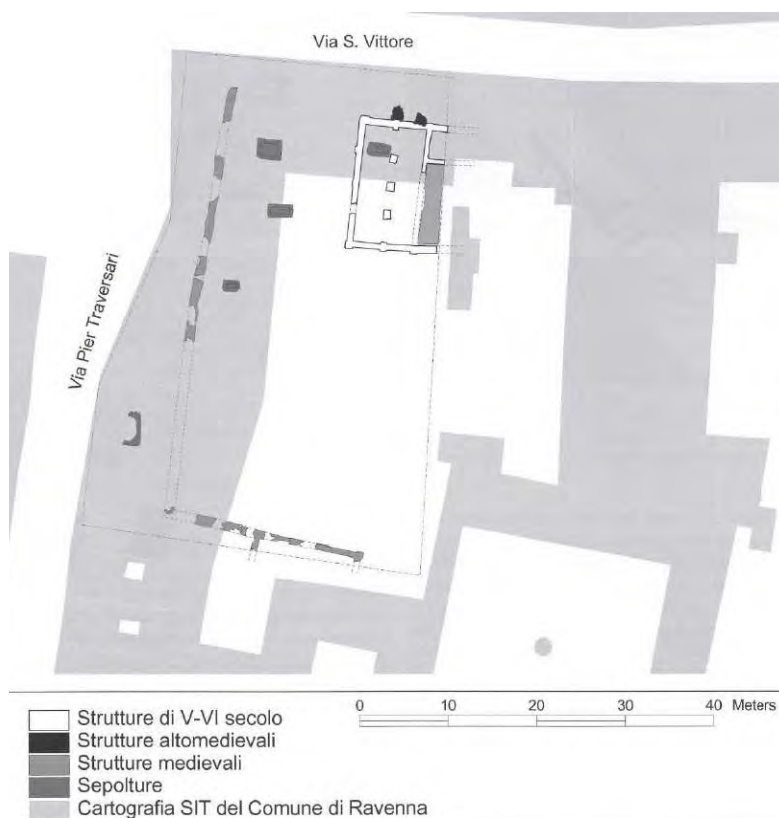 Via S. Vittore
Via Pier Traversari
0 10 20 30 40 Meters
Strutture di V-VI secolo
Strutture altomedievali
Strutture medievali
Sepolture
Cartografia SIT del Comune di Ravenna